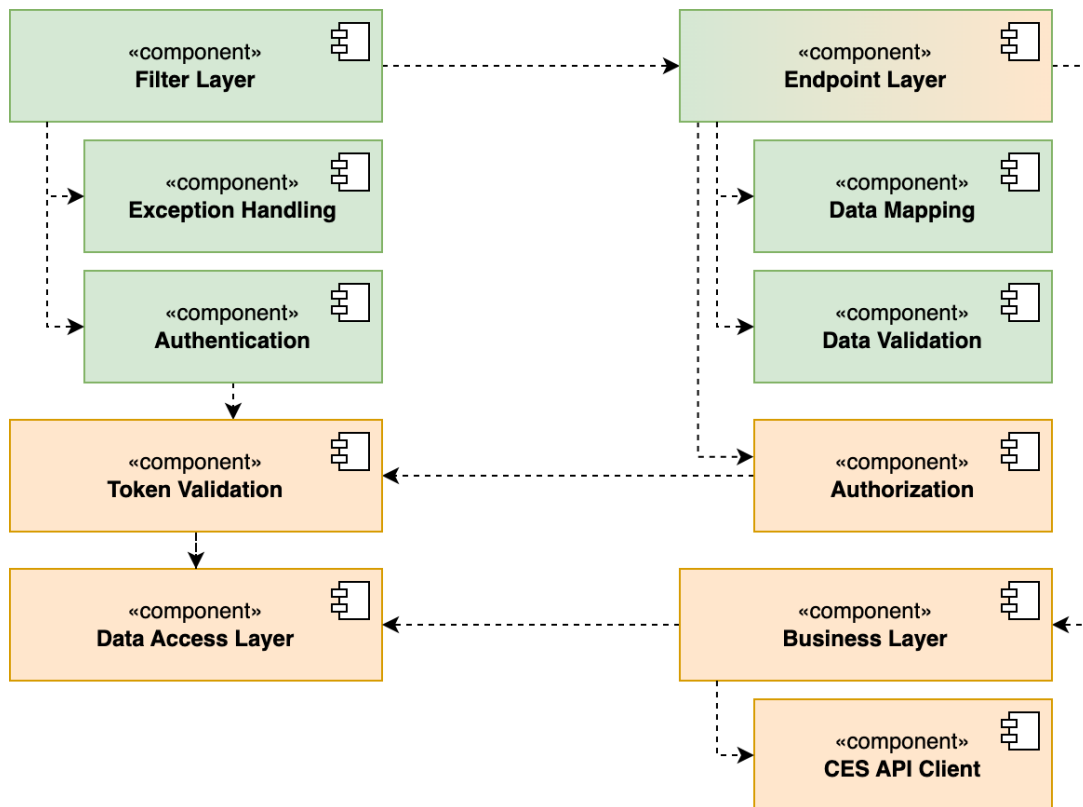 «component»
Filter Layer
«component»
Endpoint Layer
«component»
Exception Handling
«component»
Data Mapping
«component»
Authentication
«component»
Data Validation
«component»
Token Validation
«component»
Authorization
«component»
Data Access Layer
«component»
Business Layer
«component»
CES API Client